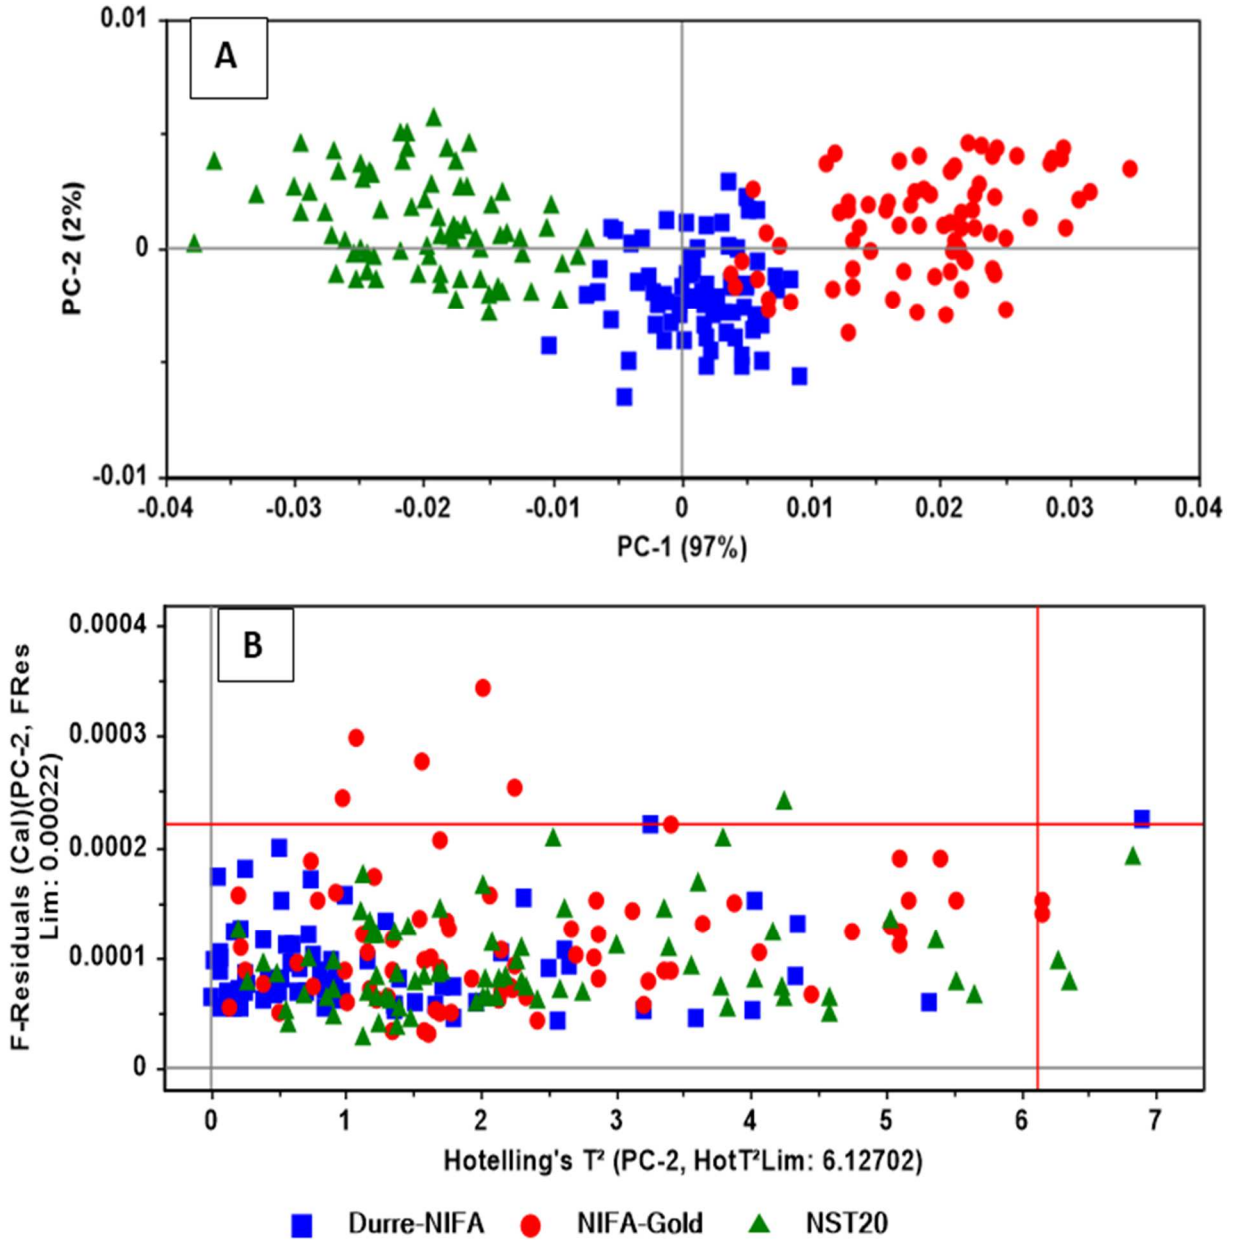 A
0.01
0
-0.01
PC-2 (2%)
-0.04 -0.03 -0.02 -0.01 0 0.01 0.02 0.03 0.04
PC-1 (97%)
B
0.0004
0.0003
0.0002
0.0001
0
F-Residuals (Cal)(PC-2, FRes
Lim: 0.00022)
0 1 2 3 4 5 6 7
Hotelling's T² (PC-2, HotT²Lim: 6.12702)
Durre-NIFA NIFA-Gold NST20